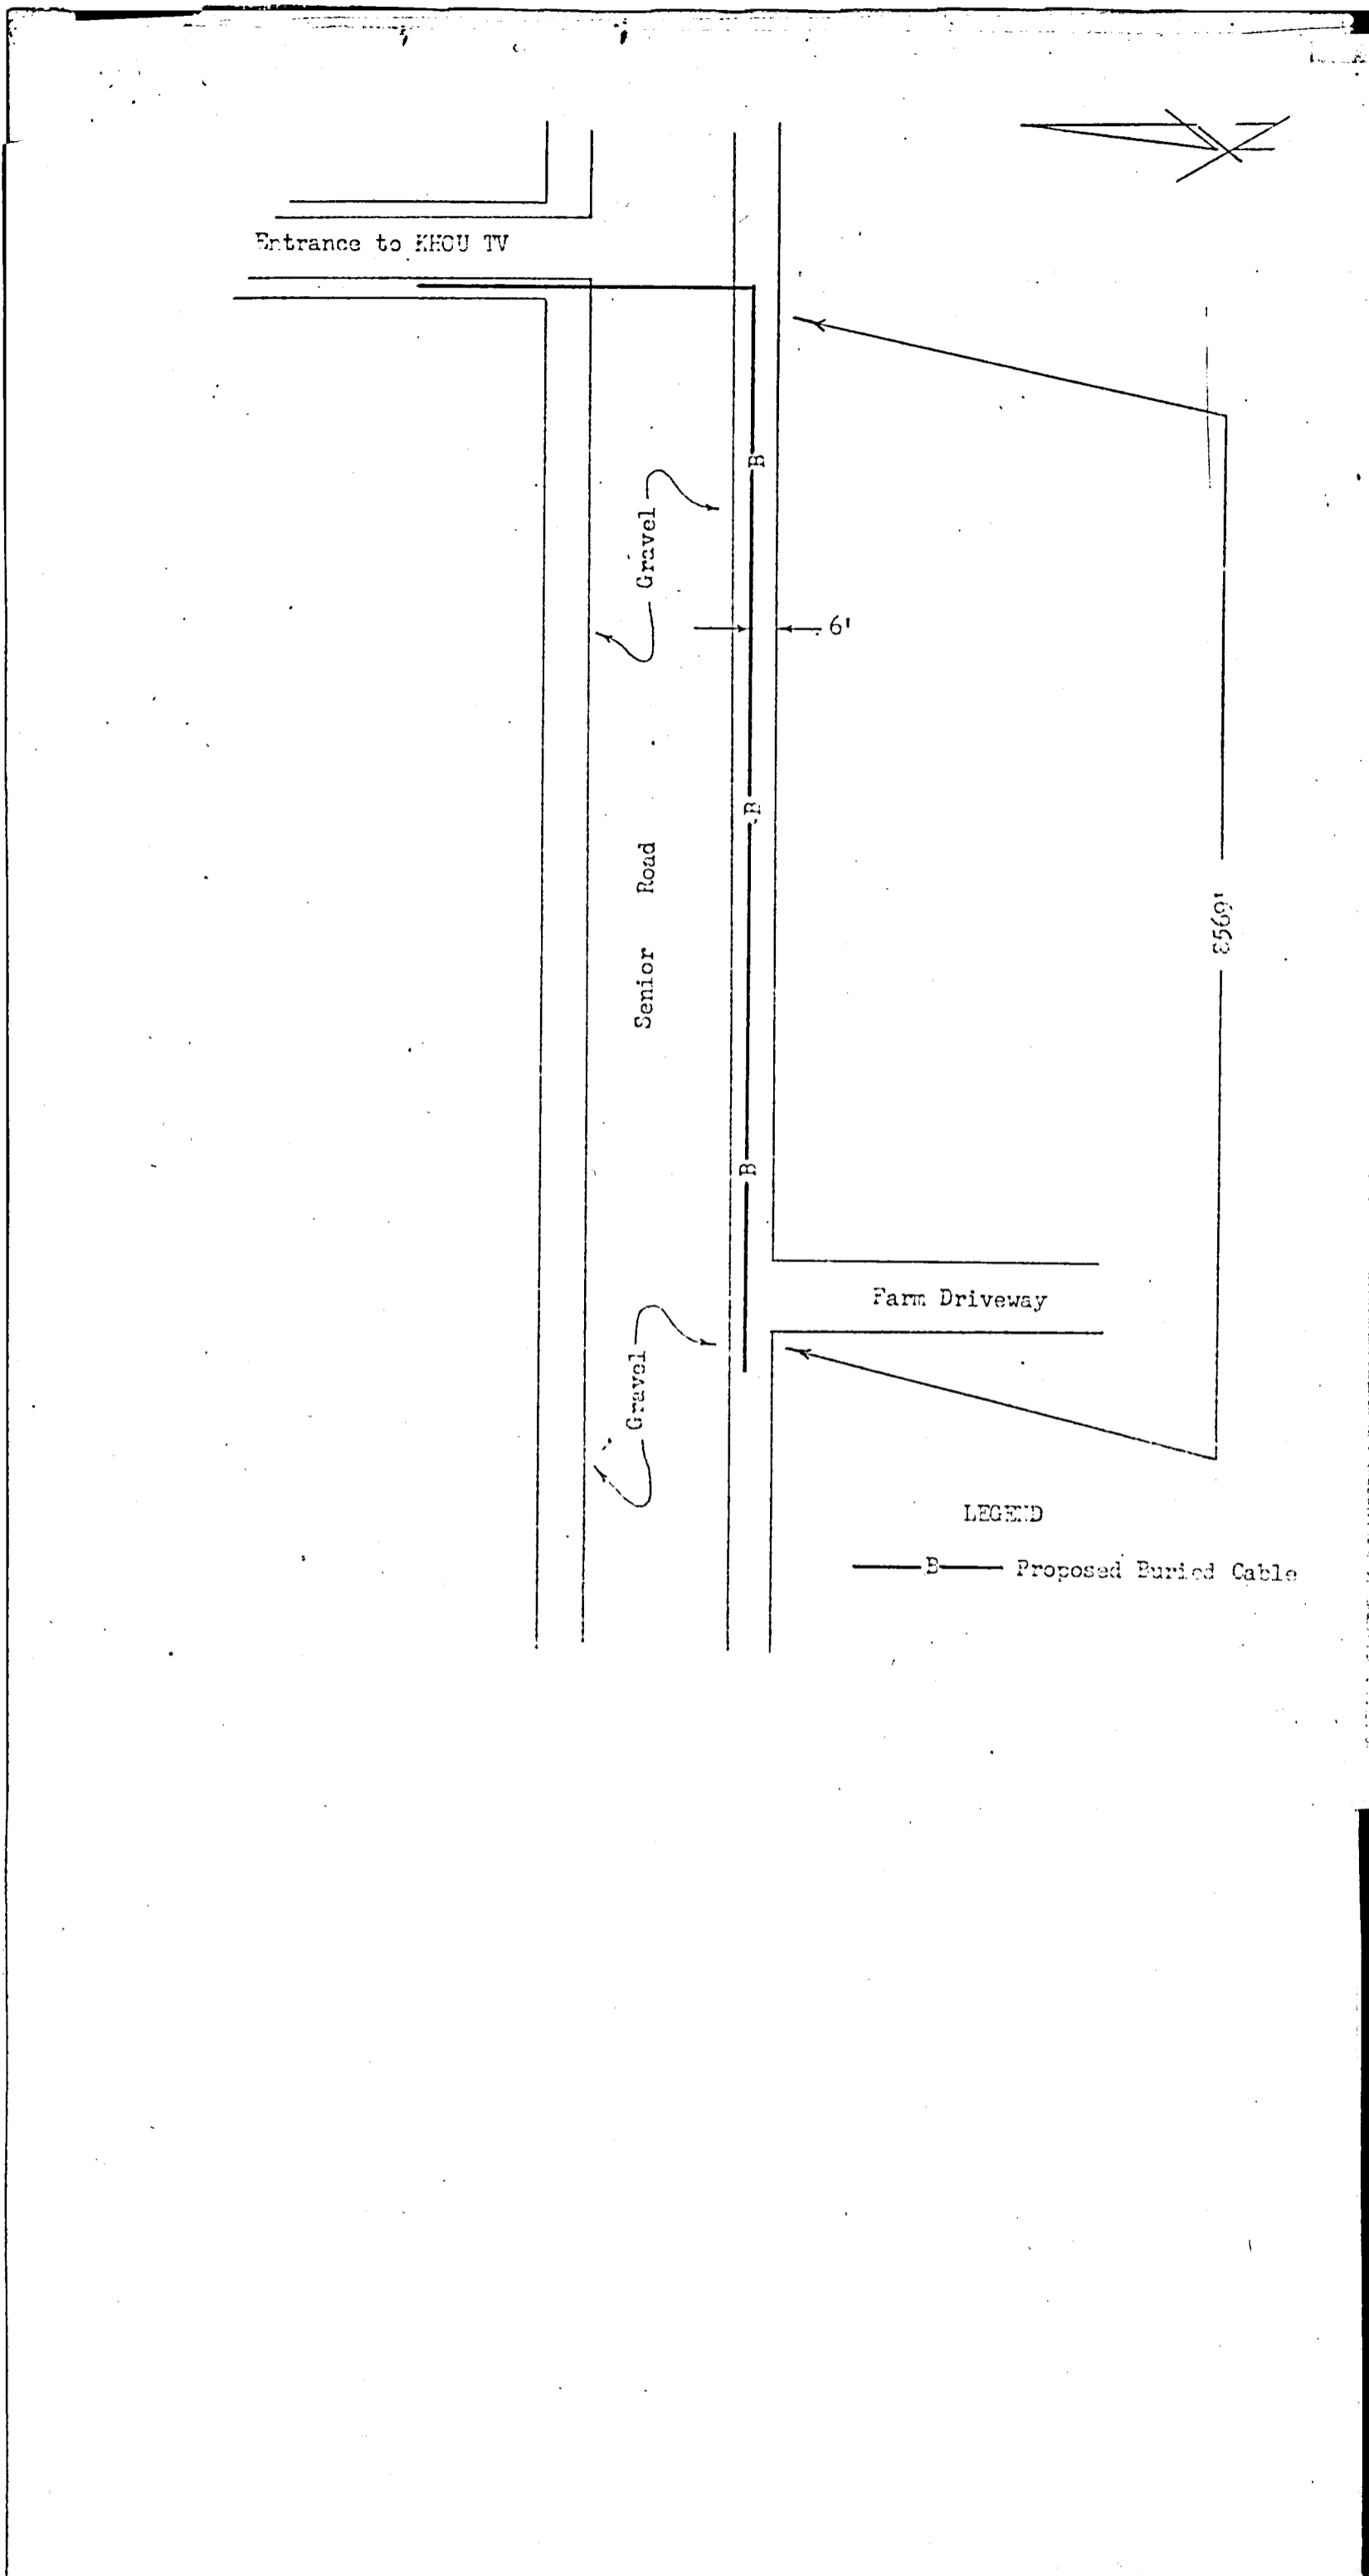 Entrance to KHOU TV
B
Gravel
6'
B
Senior Road
8569'
B
Farm Driveway
Gravel
LEGEND
B Proposed Buried Cable